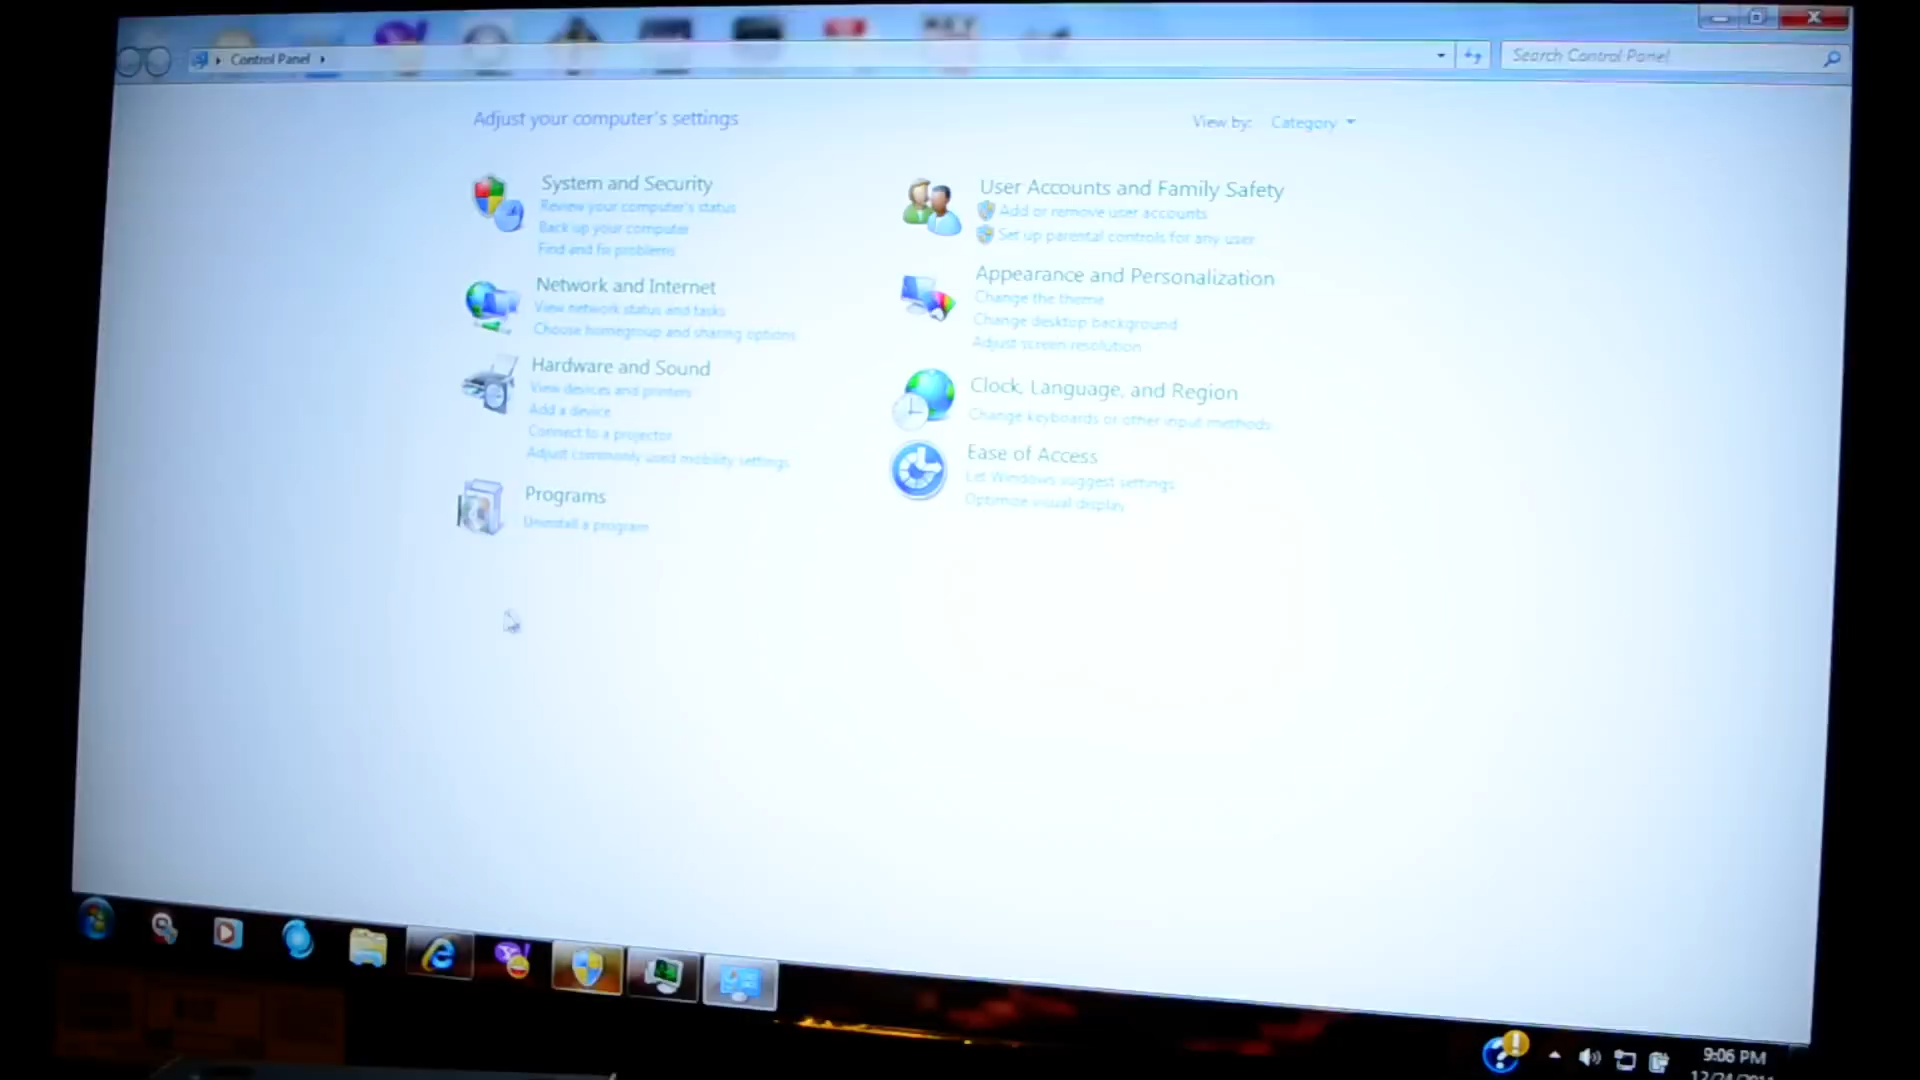 Control Panel
Search Control Panel
Adjust your computer's settings
View by: Category
System and Security
Review your computer's status
Back up your computer
Find and fix problems
Network and Internet
View network status and tasks
Choose homegroup and sharing options
Hardware and Sound
View devices and printers
Add a device
Connect to a projector
Adjust commonly used mobility settings
Programs
Uninstall a program
User Accounts and Family Safety
Add or remove user accounts
Set up parental controls for any user
Appearance and Personalization
Change the theme
Change desktop background
Adjust screen resolution
Clock, Language, and Region
Change keyboards or other input methods
Ease of Access
Let Windows suggest settings
Optimize visual display
9:06 PM